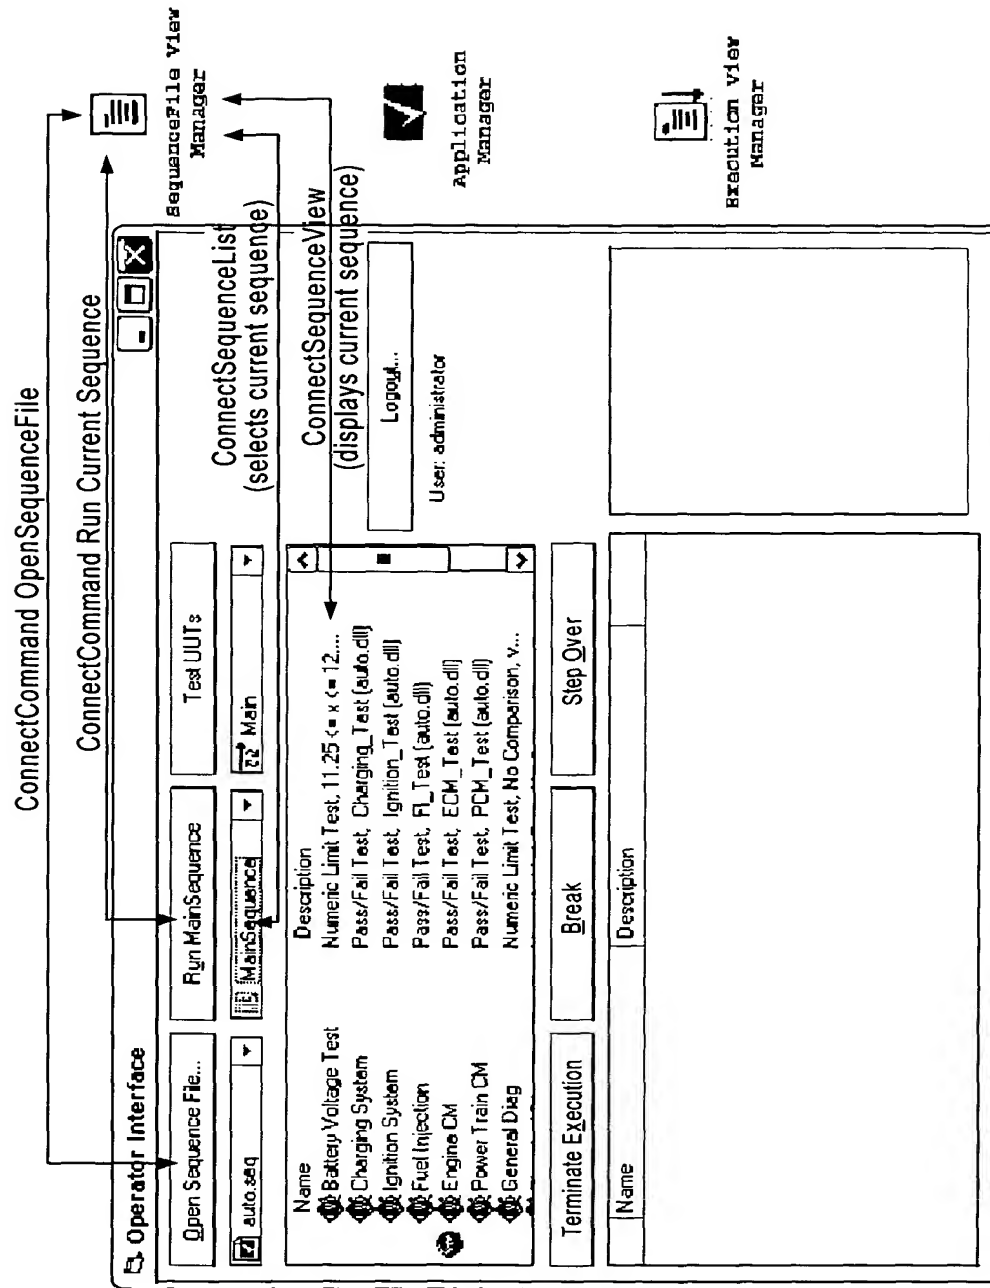 ConnectCommand OpenSequenceFile
ConnectCommand Run Current Sequence
Operator Interface
Open Sequence File...
Run MainSequence
Test UUTs
auto.seq
MainSequence
Main
ConnectSequenceList
(selects current sequence)
ConnectSequenceView
(displays current sequence)
Name Description
Battery Voltage Test Numeric Limit Test, 11.25 <= x <= 12....
Charging System Pass/Fail Test, Charging_Test (auto.dll)
Ignition System Pass/Fail Test, Ignition_Test (auto.dll)
Fuel Injection Pass/Fail Test, FI_Test (auto.dll)
Engine CM Pass/Fail Test, ECM_Test (auto.dll)
Power Train CM Pass/Fail Test, PCM_Test (auto.dll)
General Diag Numeric Limit Test, No Comparison, v...
Logout...
User: administrator
Terminate Execution
Break
Step Over
Name Description
SequenceFile View
Manager
Application
Manager
Execution View
Manager